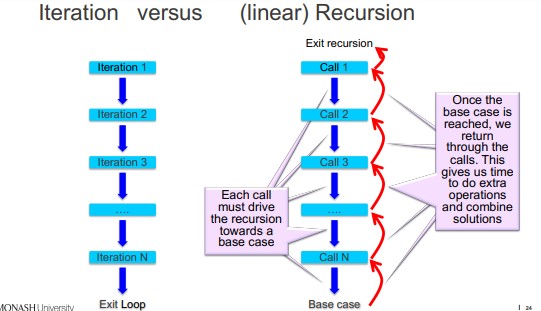 Iteration versus (linear) Recursion
Exit recursion
Iteration 1
Iteration 2
Iteration 3
....
Iteration N
Exit Loop
Call 1
Call 2
Call 3
....
Call N
Base case
Each call
must drive
the recursion
towards a
base case
Once the
base case is
reached, we
return
through the
calls. This
gives us time
to do extra
operations
and combine
solutions
MONASH University
24